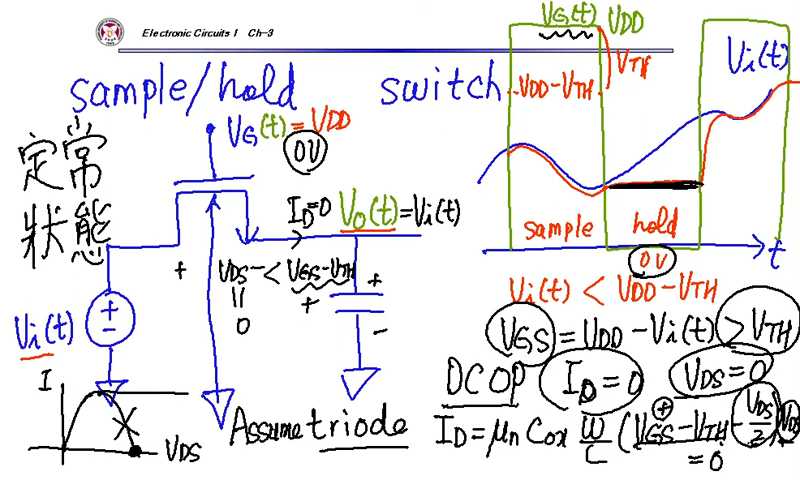 Electronic Circuits 1 Ch-3
sample/hold switch
定常
狀態
VG(t)=VDD
0V
ID=0 Vo(t)=Vi(t)
VDS < VGS-VTH
+ +
||
0
+
-
+
-
Vi(t)
I
VDS
Assume triode
VG(t) VDD
VTH
VDD-VTH
Vi(t)
sample hold
t
0V
Vi(t) < VDD-VTH
VGS = VDD - Vi(t) > VTH
DC OP ID=0 VDS=0
+
ID = μn Cox W/L (VGS-VTH-VDS/2) VDS
=0